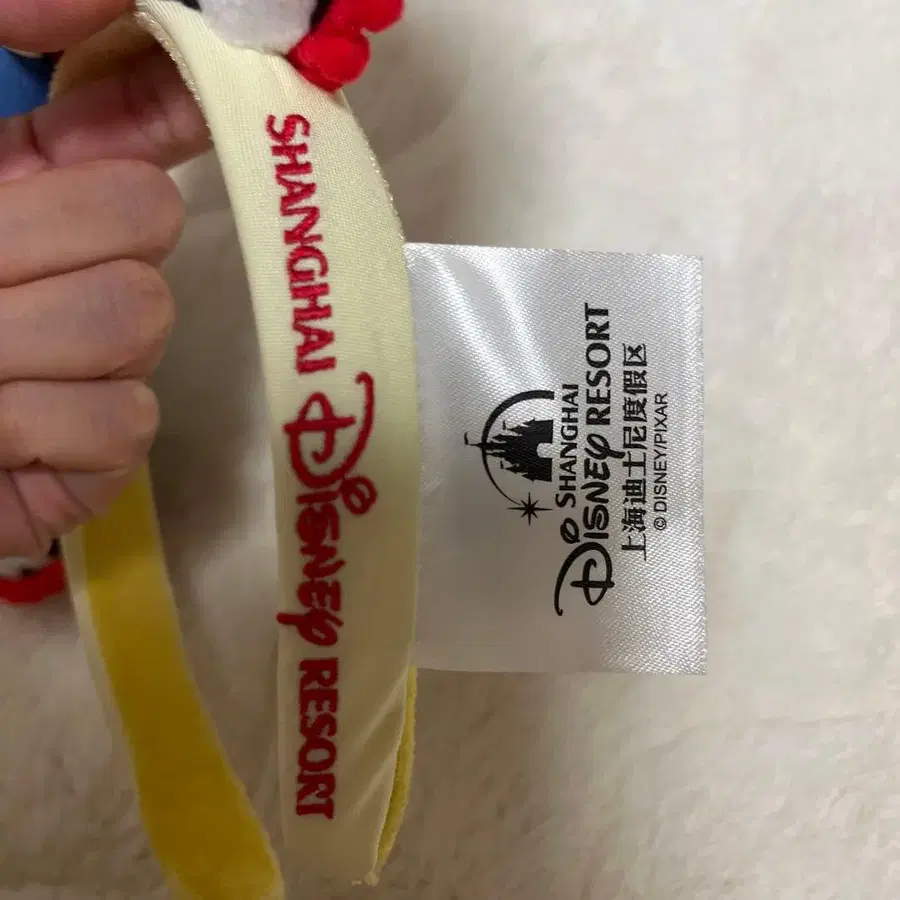 SHANGHAI DISNEY RESORT
SHANGHAI
DISNEY RESORT
上海迪士尼度假区
© DISNEY/PIXAR